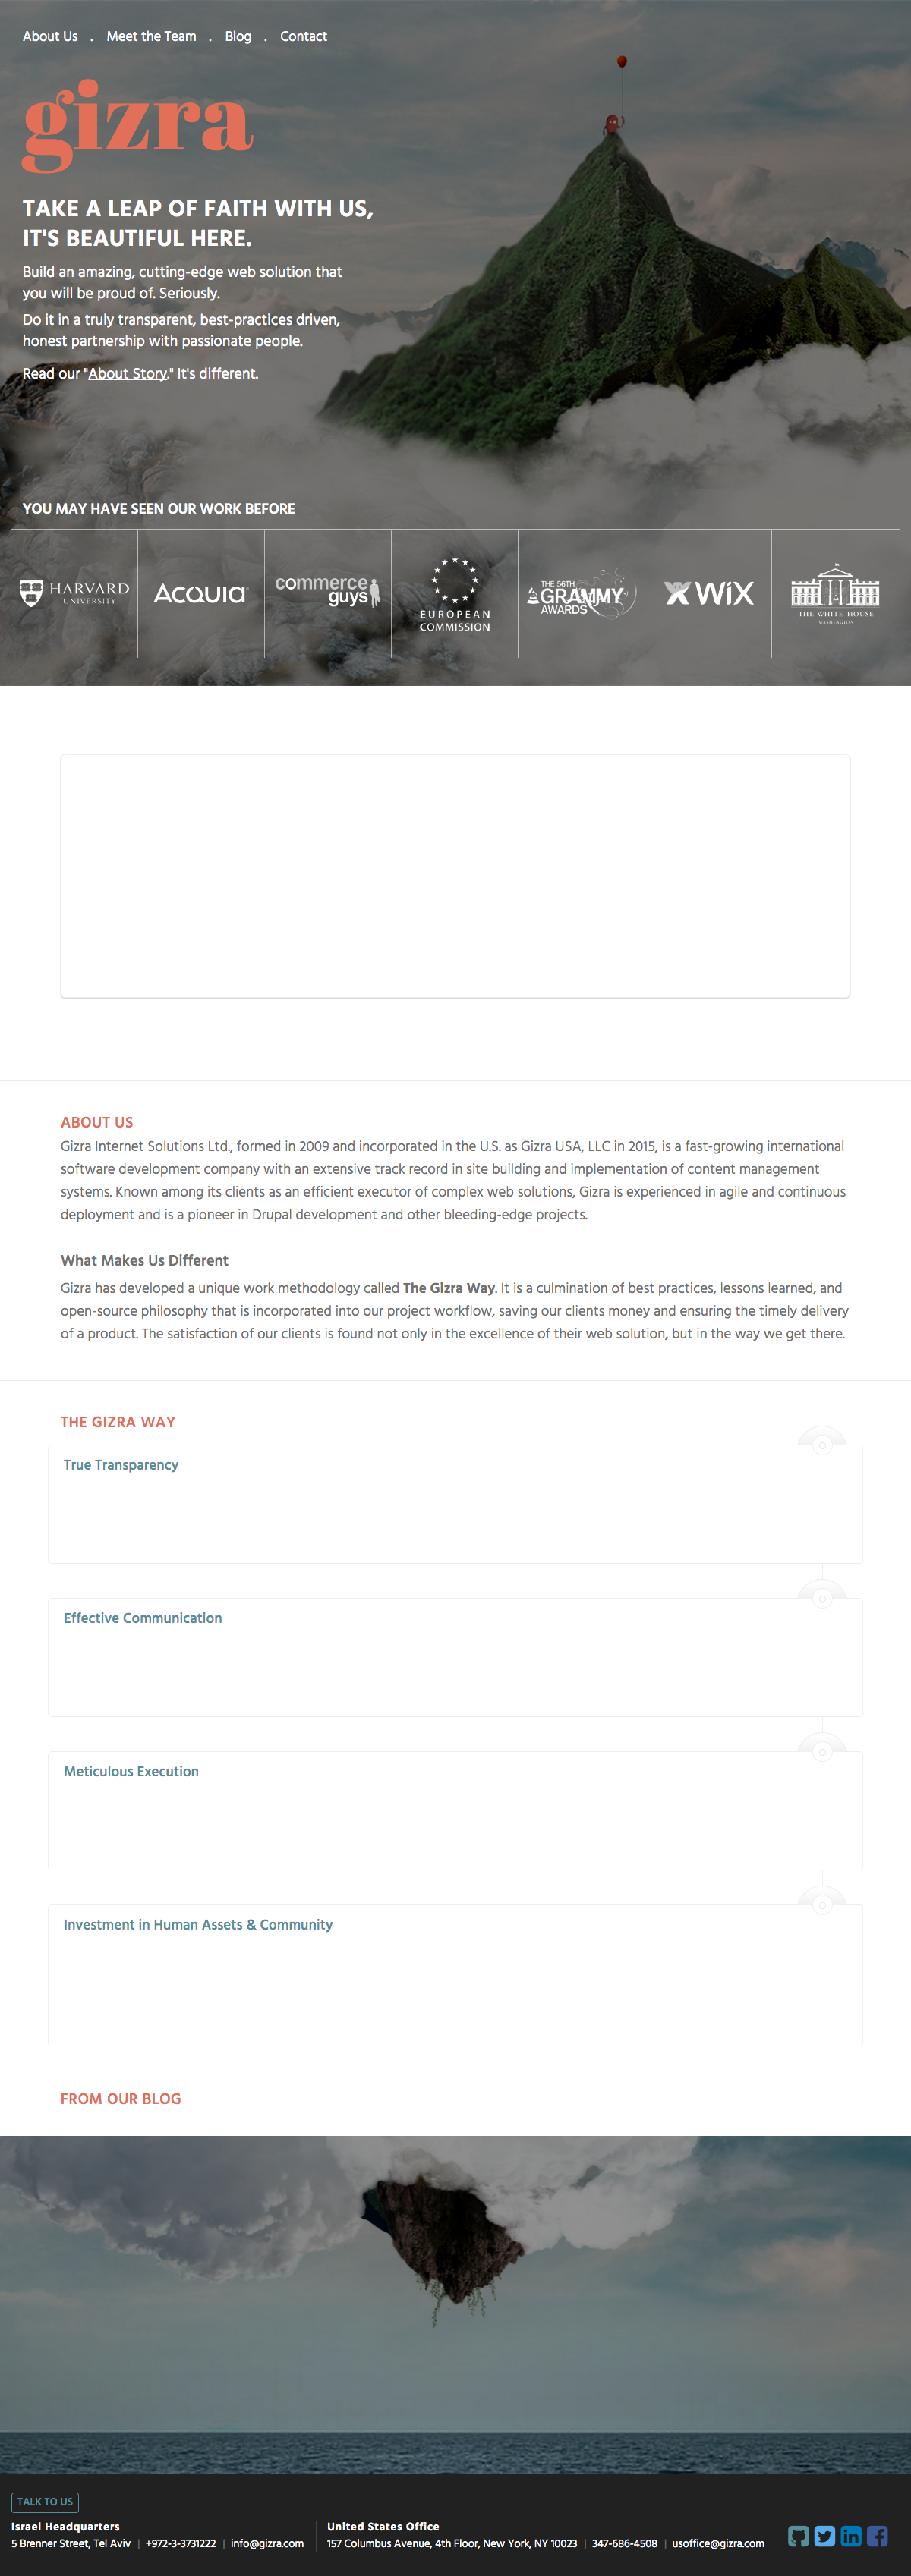 About Us . Meet the Team . Blog . Contact
gizra
TAKE A LEAP OF FAITH WITH US,
IT'S BEAUTIFUL HERE.
Build an amazing, cutting-edge web solution that
you will be proud of. Seriously.
Do it in a truly transparent, best-practices driven,
honest partnership with passionate people.
Read our "About Story." It's different.
YOU MAY HAVE SEEN OUR WORK BEFORE
HARVARD
UNIVERSITY
ACQUIA
commerce
guys
EUROPEAN
COMMISSION
THE 56TH
GRAMMY
AWARDS
WiX
THE WHITE HOUSE
WASHINGTON
ABOUT US
Gizra Internet Solutions Ltd., formed in 2009 and incorporated in the U.S. as Gizra USA, LLC in 2015, is a fast-growing international
software development company with an extensive track record in site building and implementation of content management
systems. Known among its clients as an efficient executor of complex web solutions, Gizra is experienced in agile and continuous
deployment and is a pioneer in Drupal development and other bleeding-edge projects.
What Makes Us Different
Gizra has developed a unique work methodology called The Gizra Way. It is a culmination of best practices, lessons learned, and
open-source philosophy that is incorporated into our project workflow, saving our clients money and ensuring the timely delivery
of a product. The satisfaction of our clients is found not only in the excellence of their web solution, but in the way we get there.
THE GIZRA WAY
True Transparency
Effective Communication
Meticulous Execution
Investment in Human Assets & Community
FROM OUR BLOG
TALK TO US
Israel Headquarters
5 Brenner Street, Tel Aviv | +972-3-3731222 | info@gizra.com
United States Office
157 Columbus Avenue, 4th Floor, New York, NY 10023 | 347-686-4508 | usoffice@gizra.com